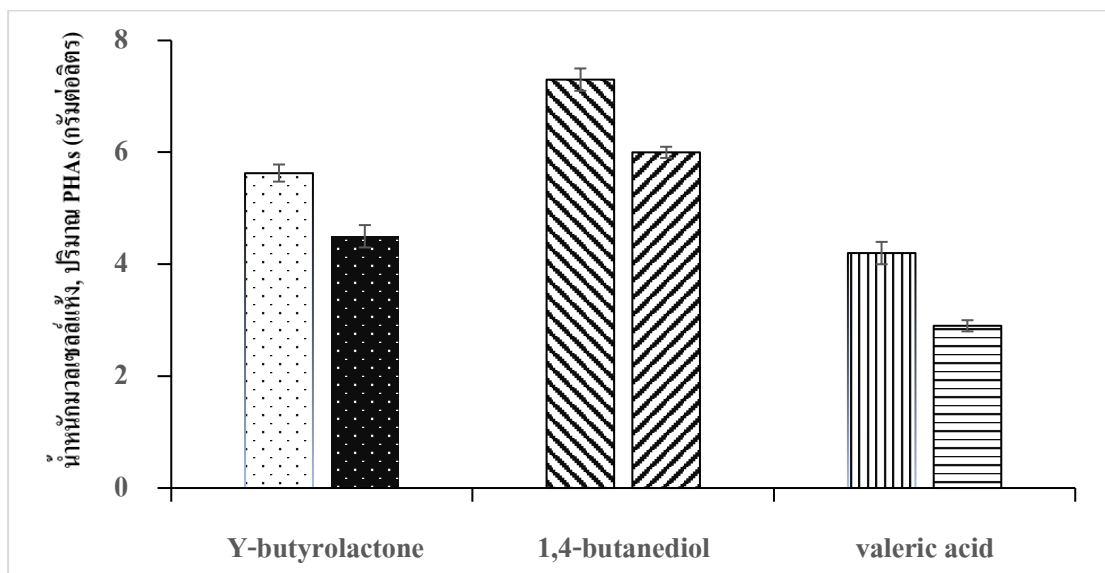 น้ำหนักมวลเซลล์แห้ง, ปริมาณ PHAs (กรัมต่อลิตร)
8
6
4
2
0
Y-butyrolactone 1,4-butanediol valeric acid